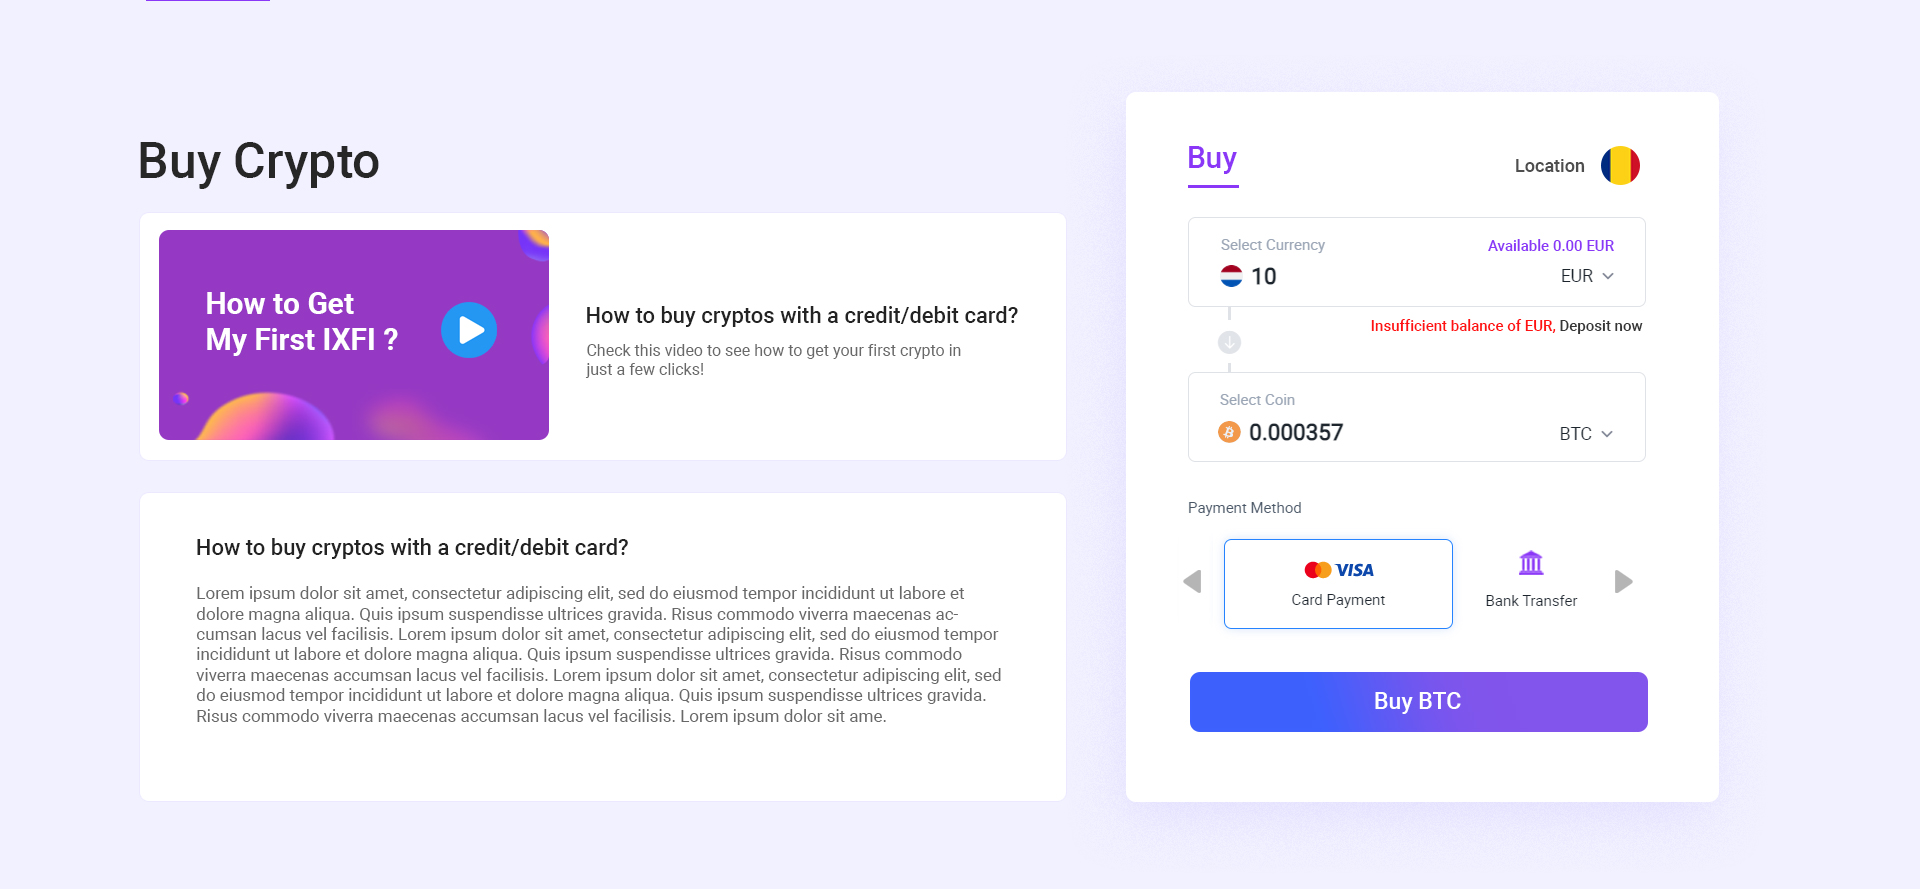 Buy Crypto
How to Get
My First IXFI ?
How to buy cryptos with a credit/debit card?
Check this video to see how to get your first crypto in
just a few clicks!
How to buy cryptos with a credit/debit card?
Lorem ipsum dolor sit amet, consectetur adipiscing elit, sed do eiusmod tempor incididunt ut labore et
dolore magna aliqua. Quis ipsum suspendisse ultrices gravida. Risus commodo viverra maecenas ac-
cumsan lacus vel facilisis. Lorem ipsum dolor sit amet, consectetur adipiscing elit, sed do eiusmod tempor
incididunt ut labore et dolore magna aliqua. Quis ipsum suspendisse ultrices gravida. Risus commodo
viverra maecenas accumsan lacus vel facilisis. Lorem ipsum dolor sit amet, consectetur adipiscing elit, sed
do eiusmod tempor incididunt ut labore et dolore magna aliqua. Quis ipsum suspendisse ultrices gravida.
Risus commodo viverra maecenas accumsan lacus vel facilisis. Lorem ipsum dolor sit ame.
Buy
Location
Select Currency
Available 0.00 EUR
10
EUR
Insufficient balance of EUR, Deposit now
Select Coin
0.000357
BTC
Payment Method
VISA
Card Payment
Bank Transfer
Buy BTC